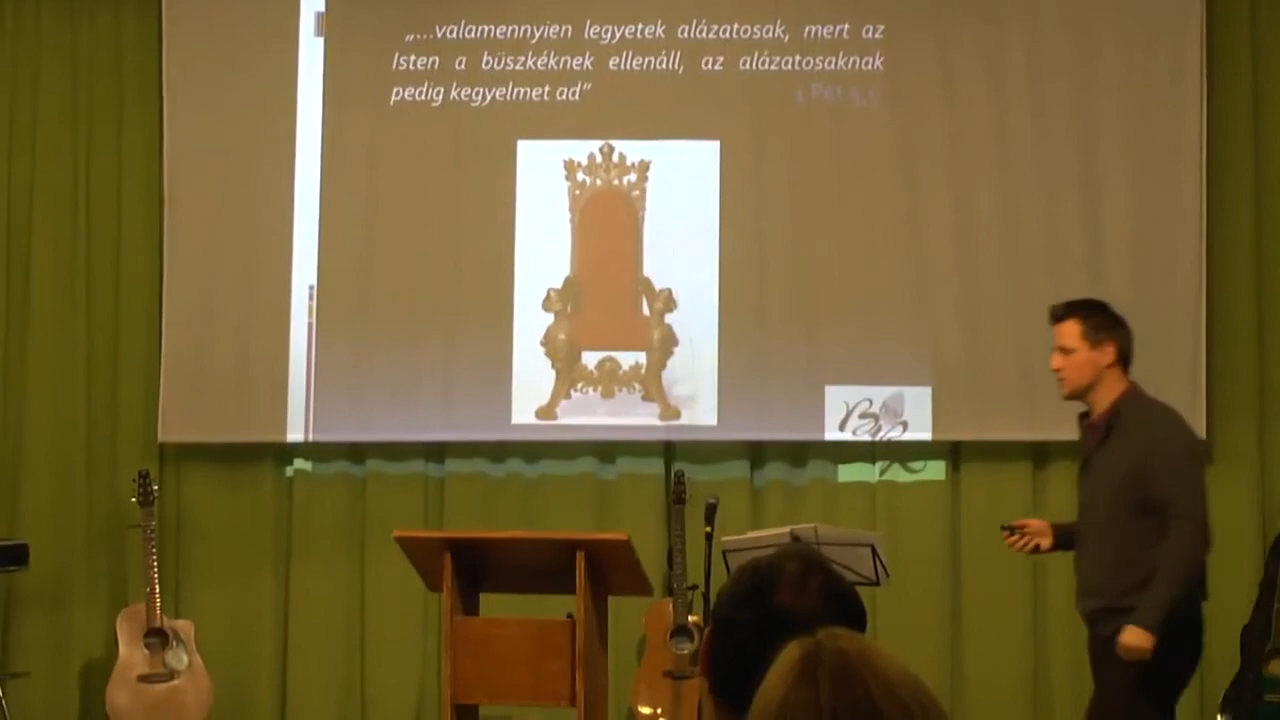 „...valamennyien legyetek alázatosak, mert az
Isten a büszkéknek ellenáll, az alázatosaknak
pedig kegyelmet ad”